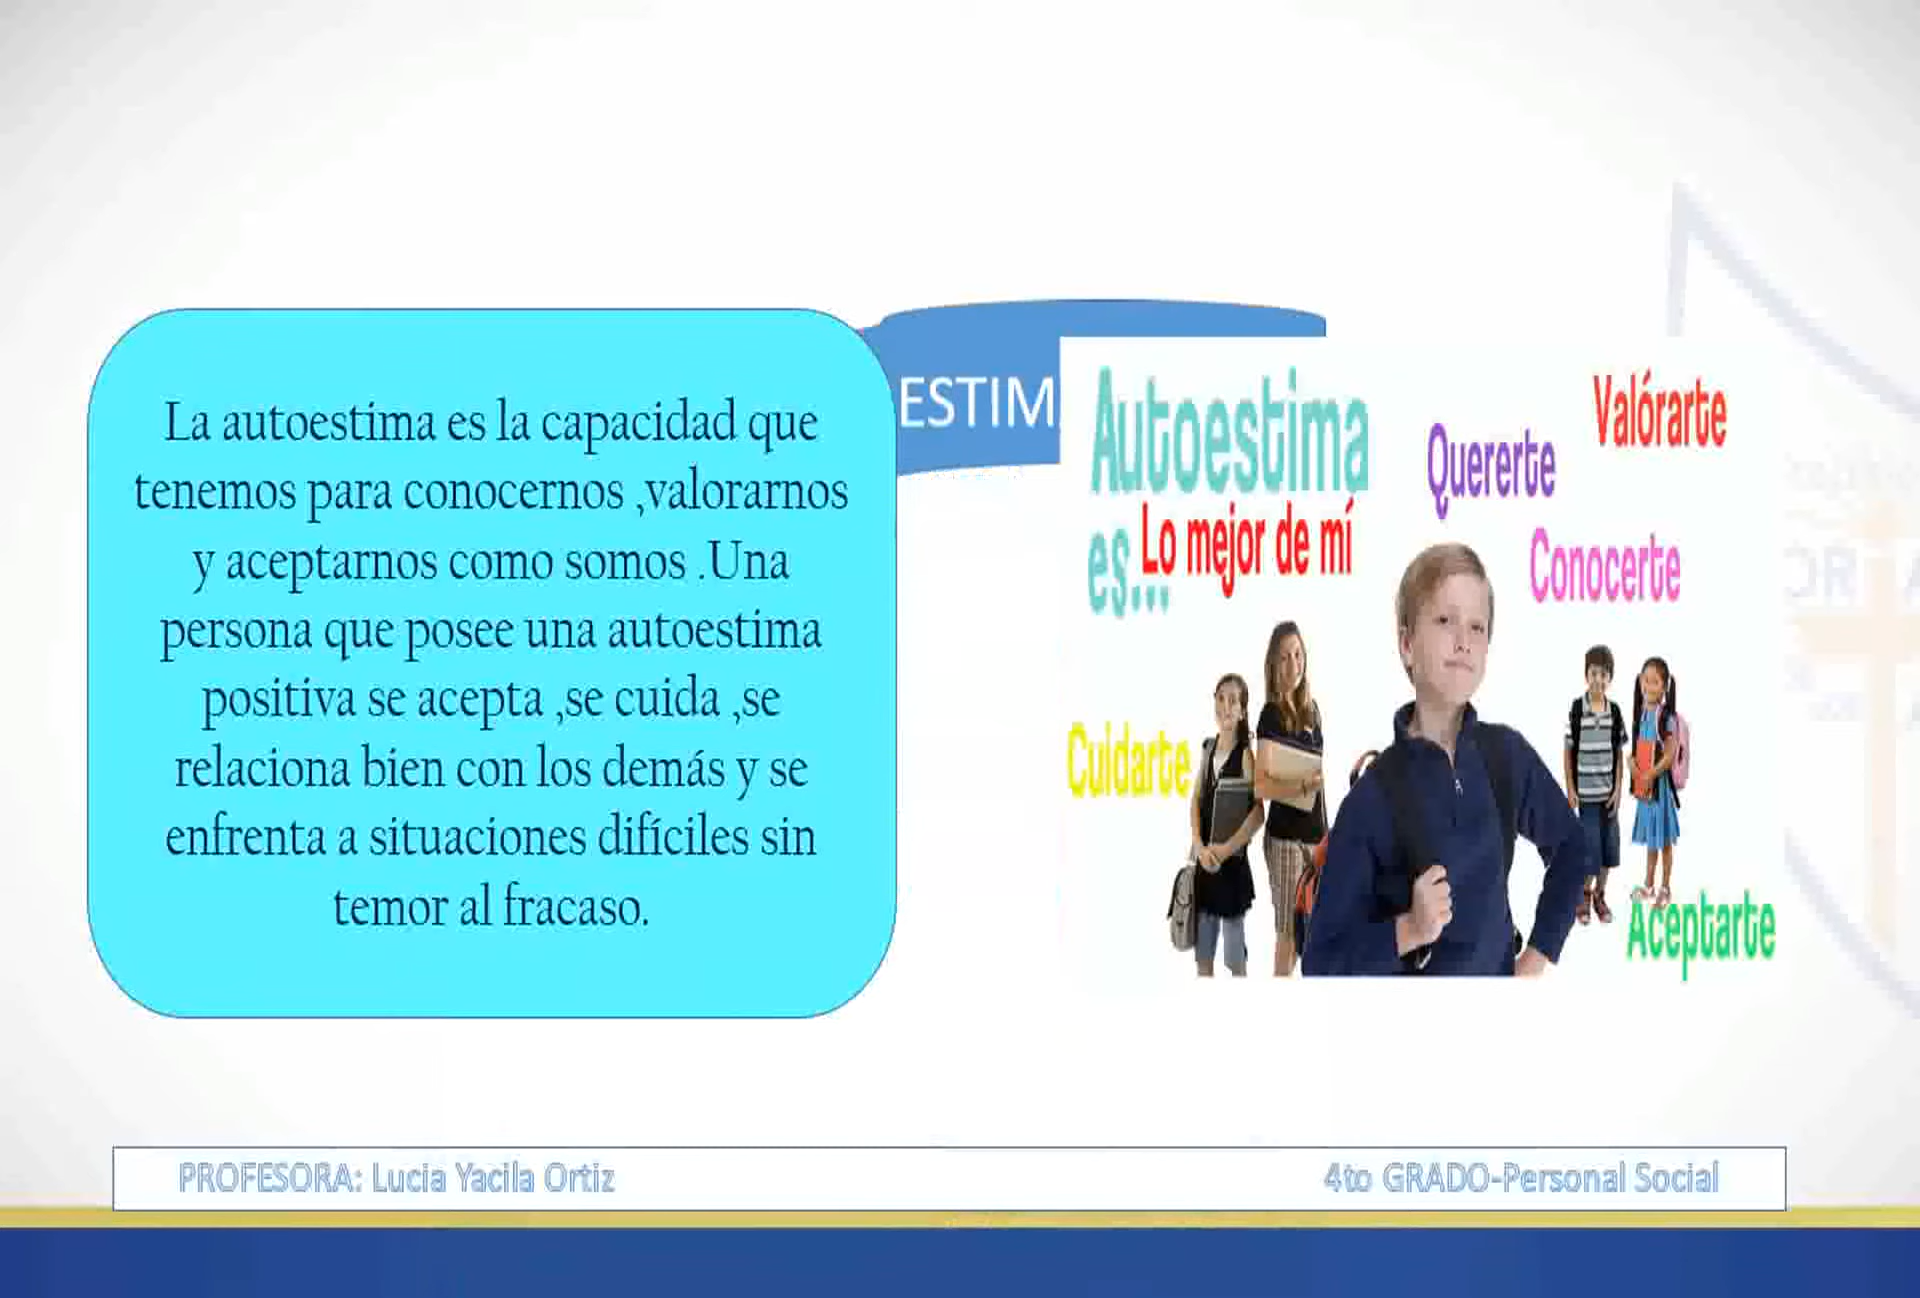 La autoestima es la capacidad que
tenemos para conocernos ,valorarnos
y aceptarnos como somos .Una
persona que posee una autoestima
positiva se acepta ,se cuida ,se
relaciona bien con los demás y se
enfrenta a situaciones difíciles sin
temor al fracaso.
ESTIM
Autoestima
es...
Lo mejor de mí
Quererte
Valórarte
Conocerte
Cuidarte
Aceptarte
PROFESORA: Lucia Yacila Ortiz
4to GRADO-Personal Social